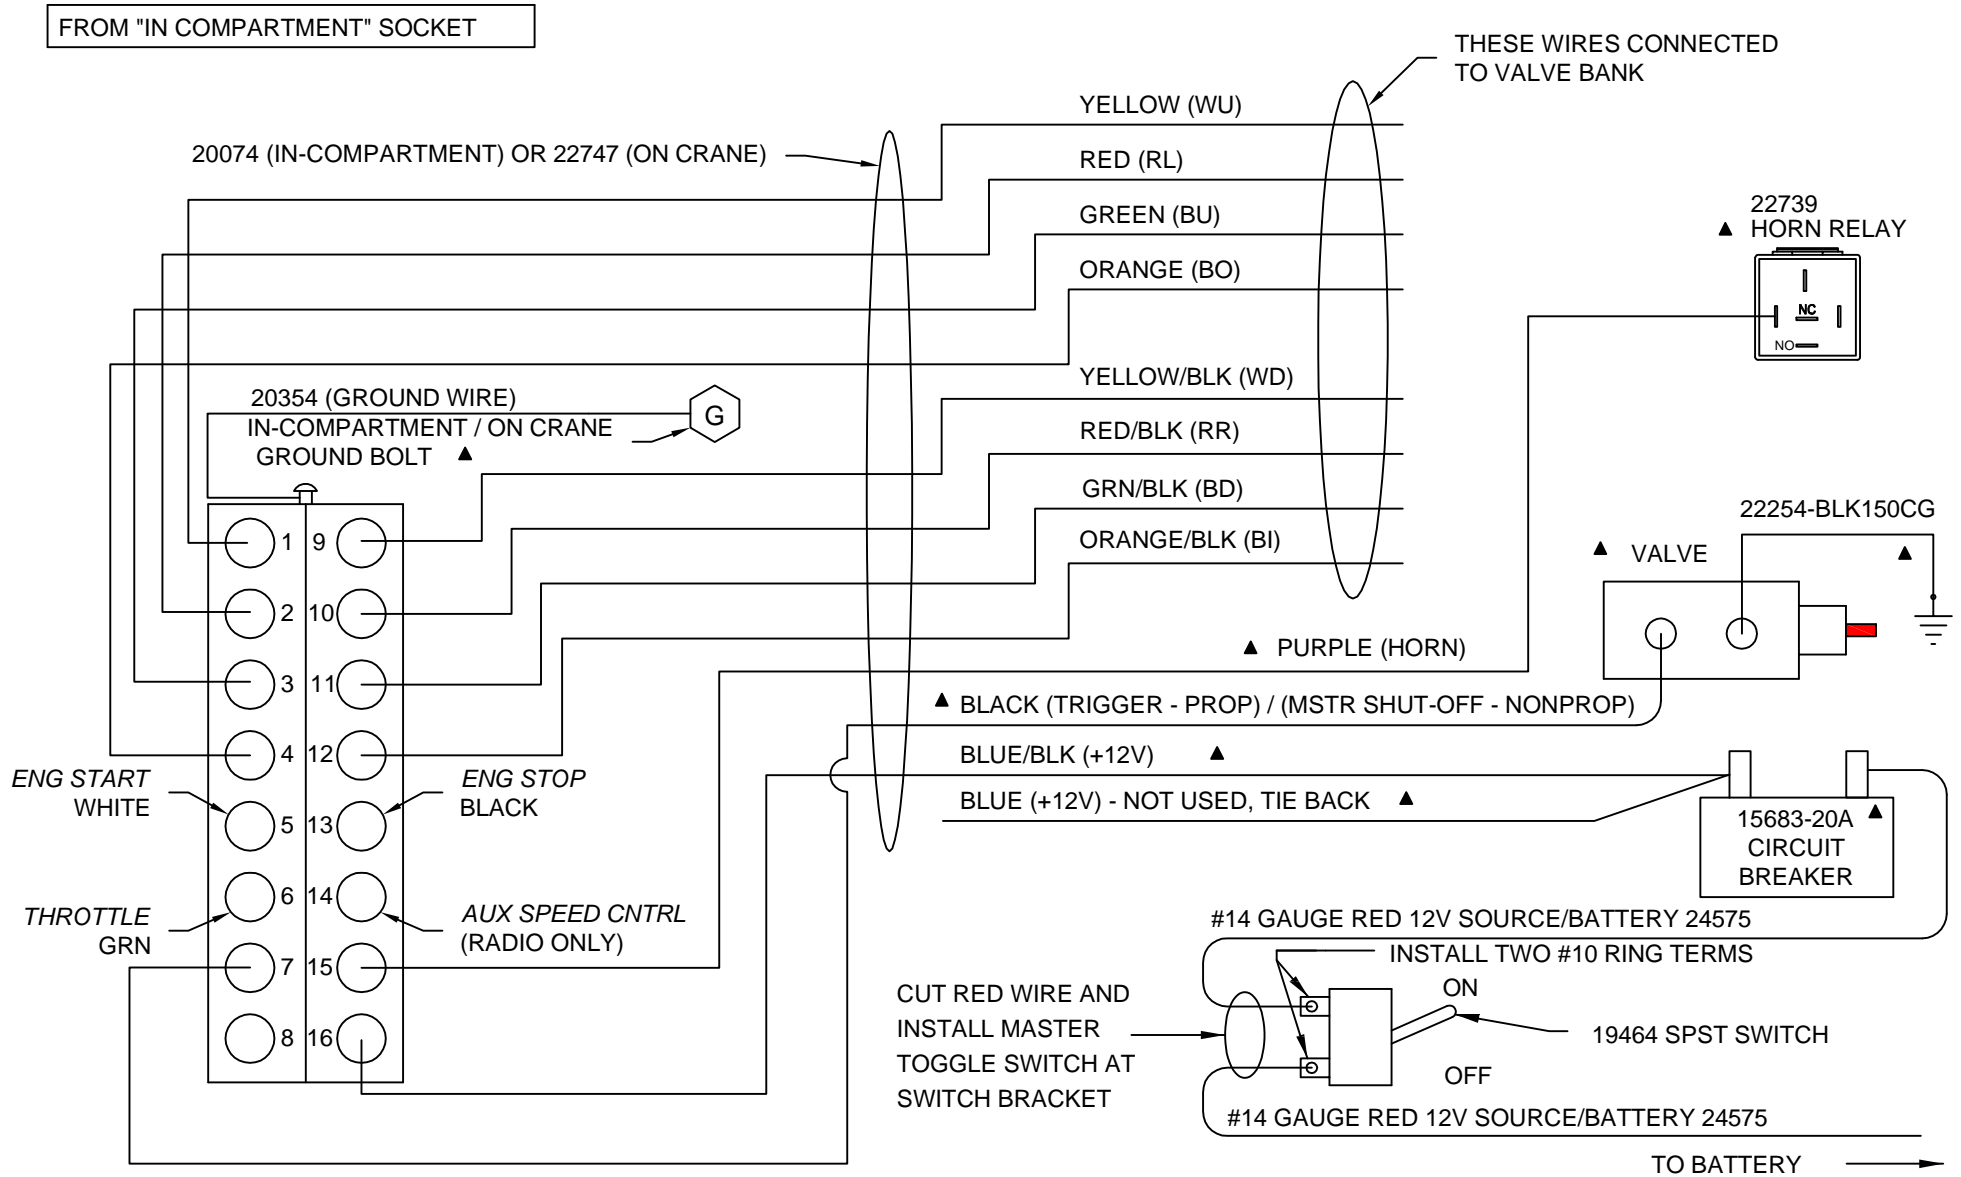 FROM "IN COMPARTMENT" SOCKET
THESE WIRES CONNECTED
TO VALVE BANK
20074 (IN-COMPARTMENT) OR 22747 (ON CRANE)
YELLOW (WU)
RED (RL)
GREEN (BU)
ORANGE (BO)
YELLOW/BLK (WD)
RED/BLK (RR)
GRN/BLK (BD)
ORANGE/BLK (BI)
22739
HORN RELAY
NC
NO
20354 (GROUND WIRE)
IN-COMPARTMENT / ON CRANE
GROUND BOLT
G
1 9
2 10
3 11
4 12
5 13
6 14
7 15
8 16
ENG START
WHITE
ENG STOP
BLACK
THROTTLE
GRN
AUX SPEED CNTRL
(RADIO ONLY)
22254-BLK150CG
VALVE
PURPLE (HORN)
BLACK (TRIGGER - PROP) / (MSTR SHUT-OFF - NONPROP)
BLUE/BLK (+12V)
BLUE (+12V) - NOT USED, TIE BACK
15683-20A
CIRCUIT
BREAKER
#14 GAUGE RED 12V SOURCE/BATTERY 24575
INSTALL TWO #10 RING TERMS
CUT RED WIRE AND
INSTALL MASTER
TOGGLE SWITCH AT
SWITCH BRACKET
ON
19464 SPST SWITCH
OFF
#14 GAUGE RED 12V SOURCE/BATTERY 24575
TO BATTERY